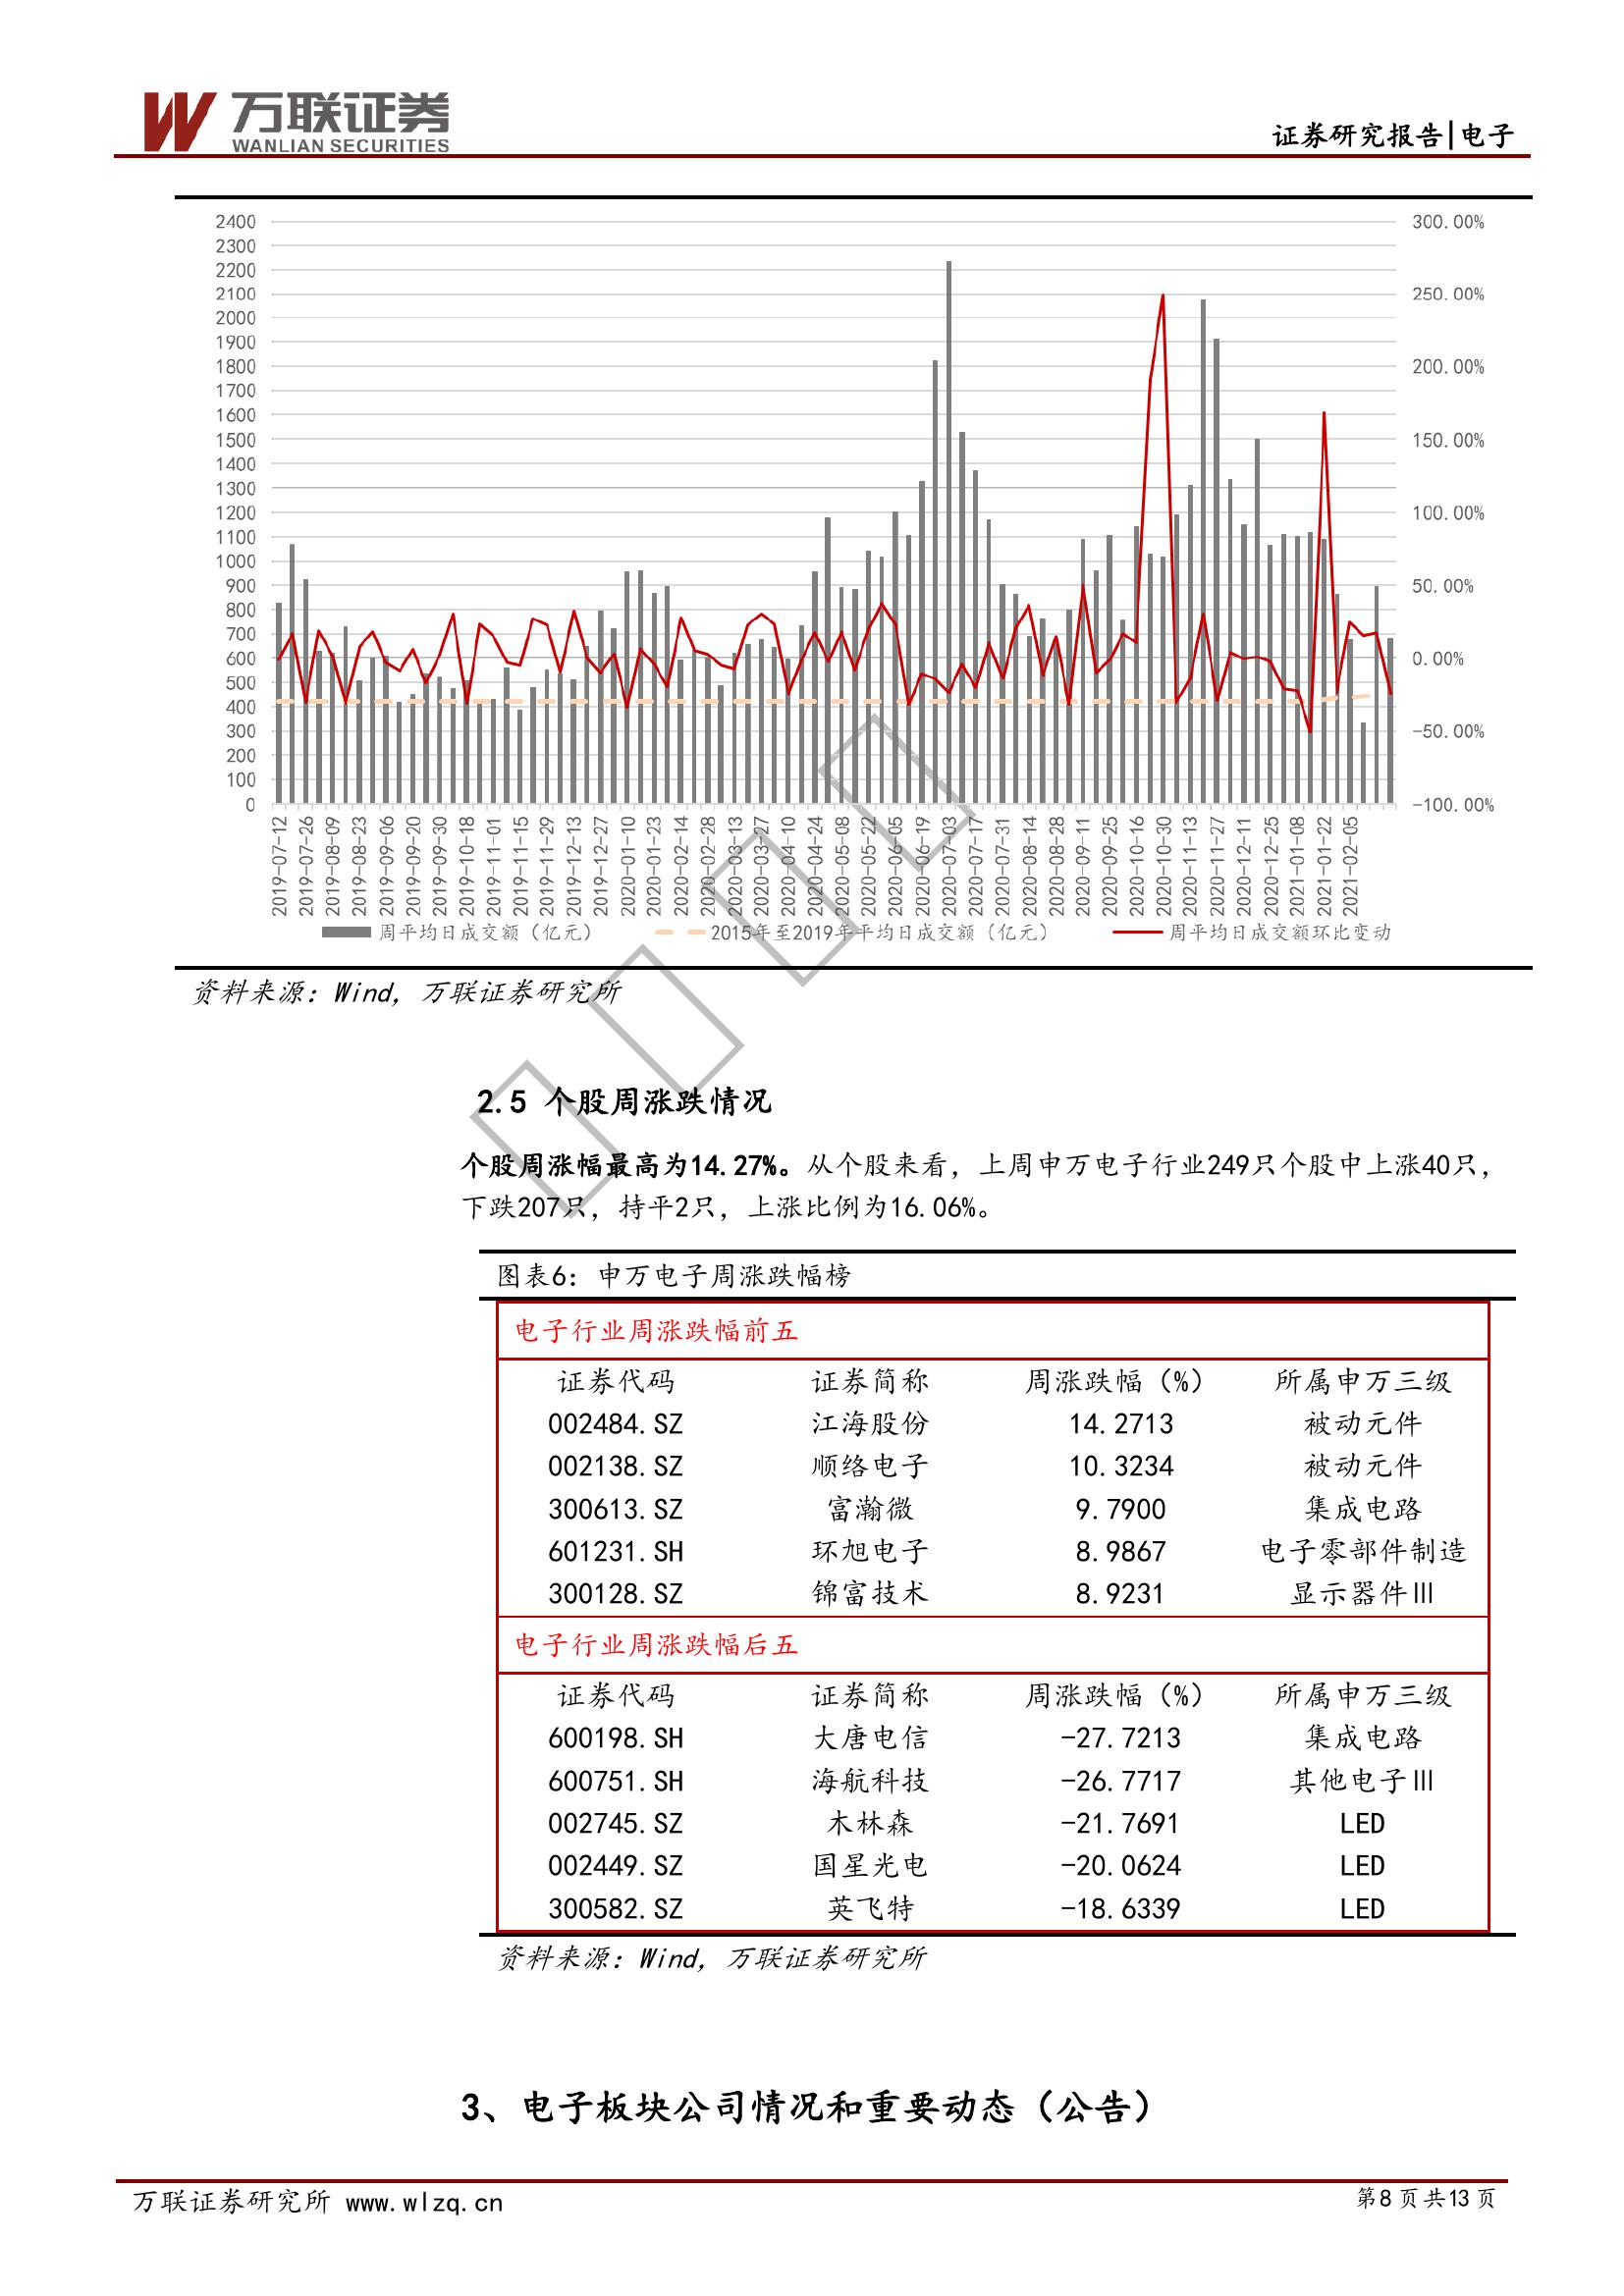 万联证券
WANLIAN SECURITIES
证券研究报告|电子
2400
2300
2200
2100
2000
1900
1800
1700
1600
1500
1400
1300
1200
1100
1000
900
800
700
600
500
400
300
200
100
0
300.00%
250.00%
200.00%
150.00%
100.00%
50.00%
0.00%
-50.00%
-100.00%
2019-07-12
2019-07-26
2019-08-09
2019-08-23
2019-09-06
2019-09-20
2019-09-30
2019-10-18
2019-11-01
2019-11-15
2019-11-29
2019-12-13
2019-12-27
2020-01-10
2020-01-23
2020-02-14
2020-02-28
2020-03-13
2020-03-27
2020-04-10
2020-04-24
2020-05-08
2020-05-22
2020-06-05
2020-06-19
2020-07-03
2020-07-17
2020-07-31
2020-08-14
2020-08-28
2020-09-11
2020-09-25
2020-10-16
2020-10-30
2020-11-13
2020-11-27
2020-12-11
2020-12-25
2021-01-08
2021-01-22
2021-02-05
周平均日成交额（亿元） 2015年至2019年平均日成交额（亿元） 周平均日成交额环比变动
资料来源：Wind，万联证券研究所
2.5 个股周涨跌情况
个股周涨幅最高为14.27%。从个股来看，上周申万电子行业249只个股中上涨40只，
下跌207只，持平2只，上涨比例为16.06%。
图表6：申万电子周涨跌幅榜
电子行业周涨跌幅前五
证券代码 证券简称 周涨跌幅（%） 所属申万三级
002484.SZ 江海股份 14.2713 被动元件
002138.SZ 顺络电子 10.3234 被动元件
300613.SZ 富瀚微 9.7900 集成电路
601231.SH 环旭电子 8.9867 电子零部件制造
300128.SZ 锦富技术 8.9231 显示器件Ⅲ
电子行业周涨跌幅后五
证券代码 证券简称 周涨跌幅（%） 所属申万三级
600198.SH 大唐电信 -27.7213 集成电路
600751.SH 海航科技 -26.7717 其他电子Ⅲ
002745.SZ 木林森 -21.7691 LED
002449.SZ 国星光电 -20.0624 LED
300582.SZ 英飞特 -18.6339 LED
资料来源：Wind，万联证券研究所
3、电子板块公司情况和重要动态（公告）
万联证券研究所 www.wlzq.cn 第8页共13页